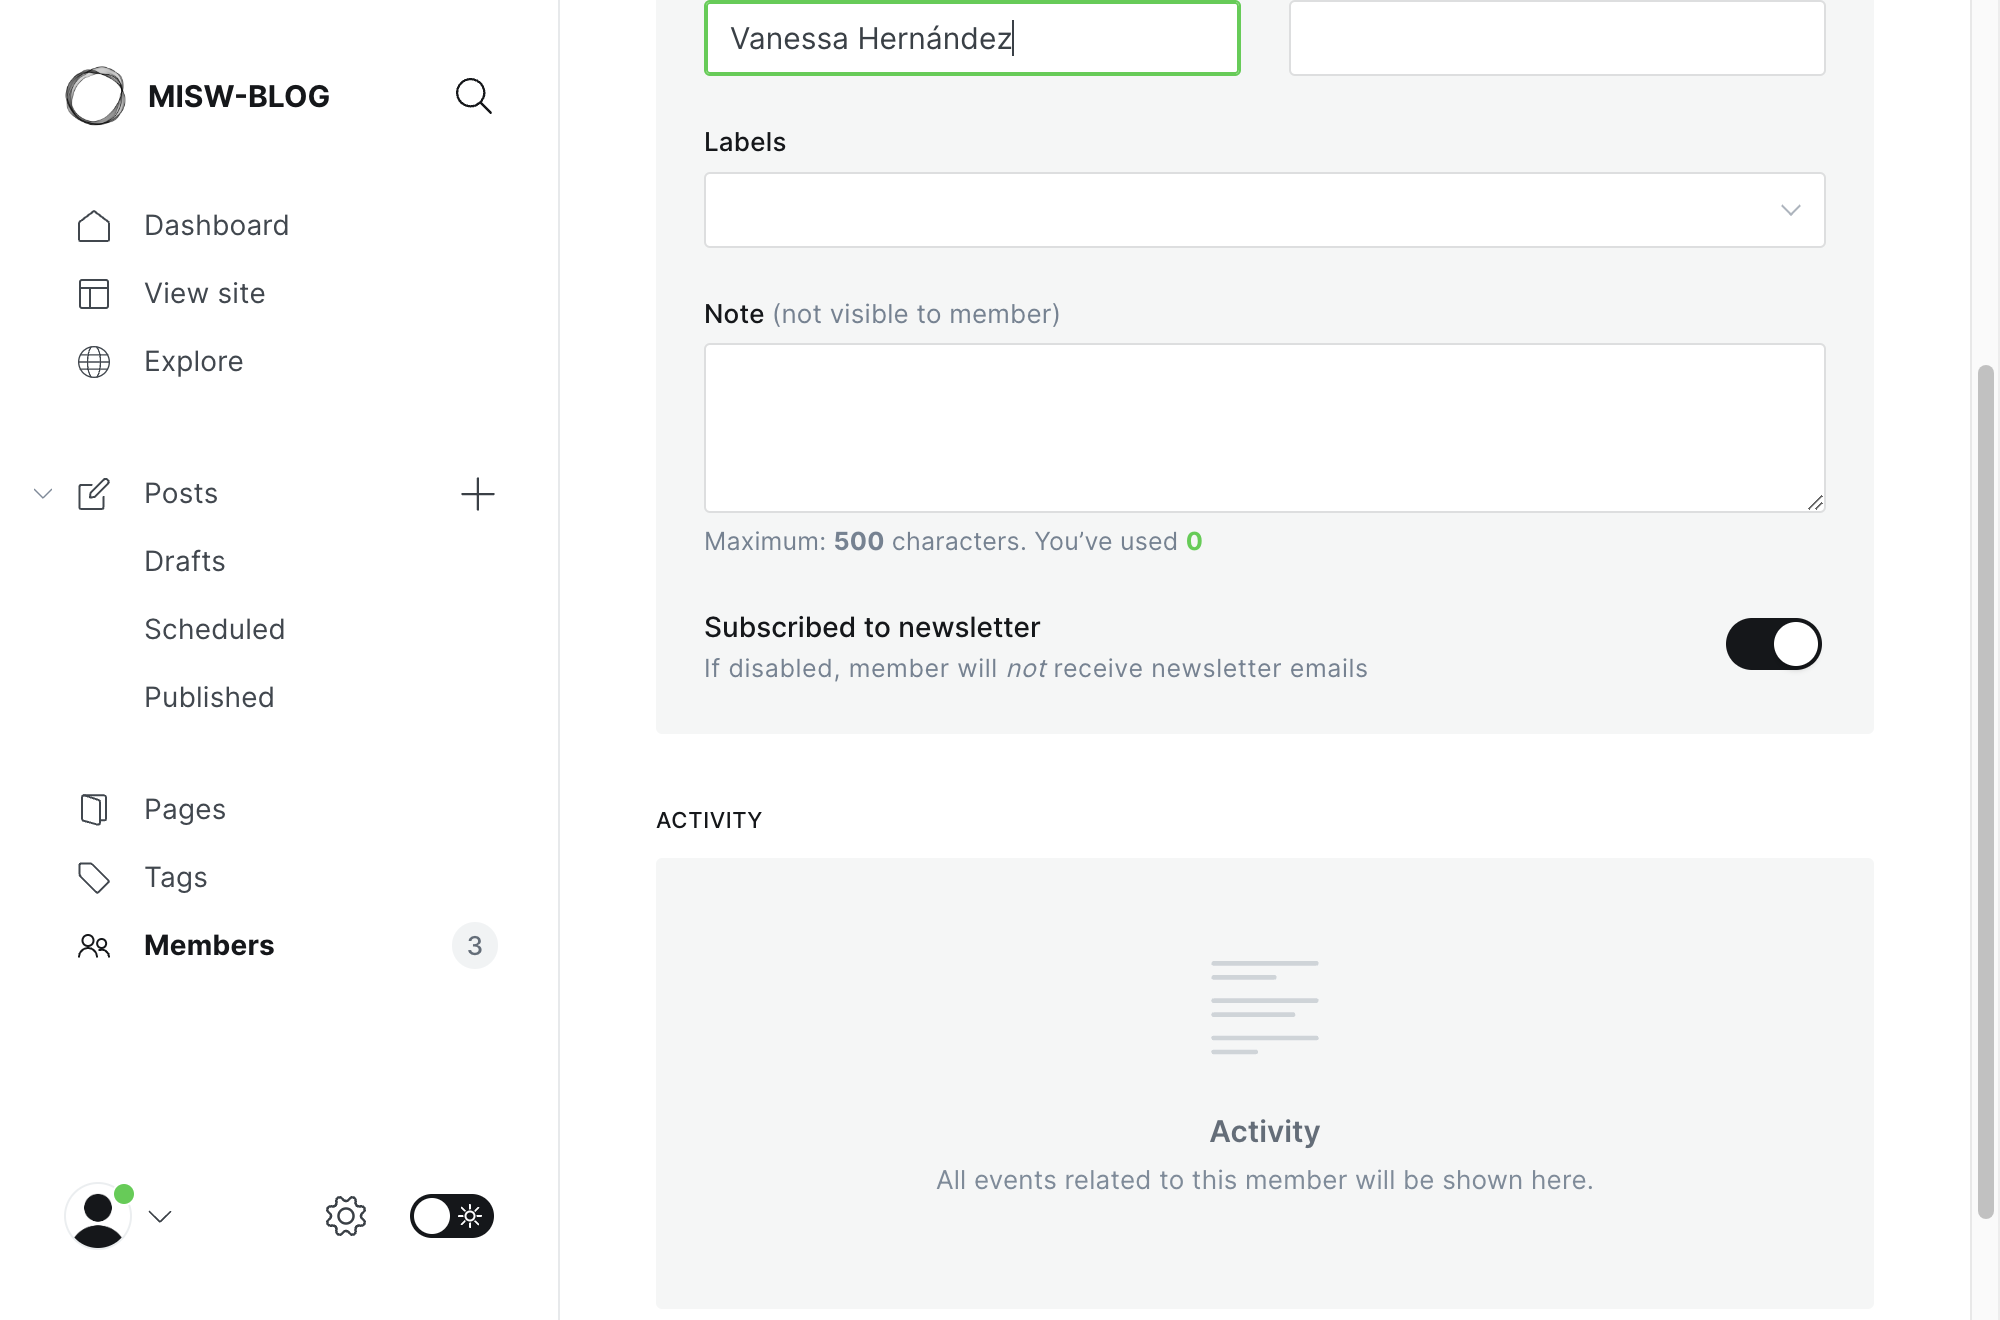 MISW-BLOG
Dashboard
View site
Explore
Posts
Drafts
Scheduled
Published
Pages
Tags
Members
3
Vanessa Hernández
Labels
Note (not visible to member)
Maximum: 500 characters. You’ve used 0
Subscribed to newsletter
If disabled, member will not receive newsletter emails
ACTIVITY
Activity
All events related to this member will be shown here.